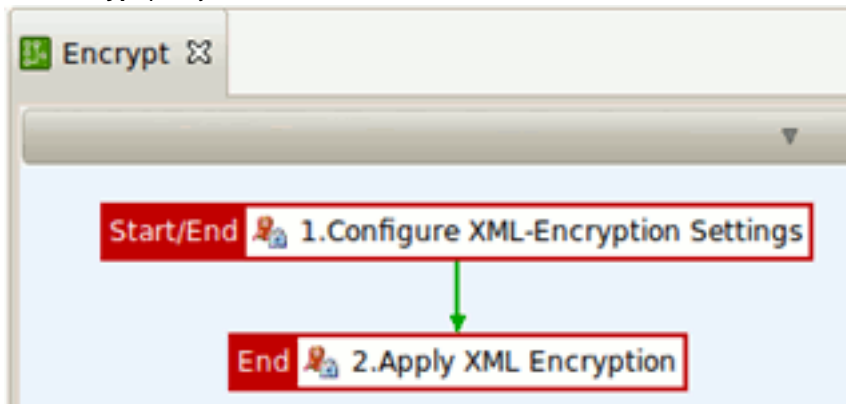 Encrypt
Start/End 1.Configure XML-Encryption Settings
End 2.Apply XML Encryption